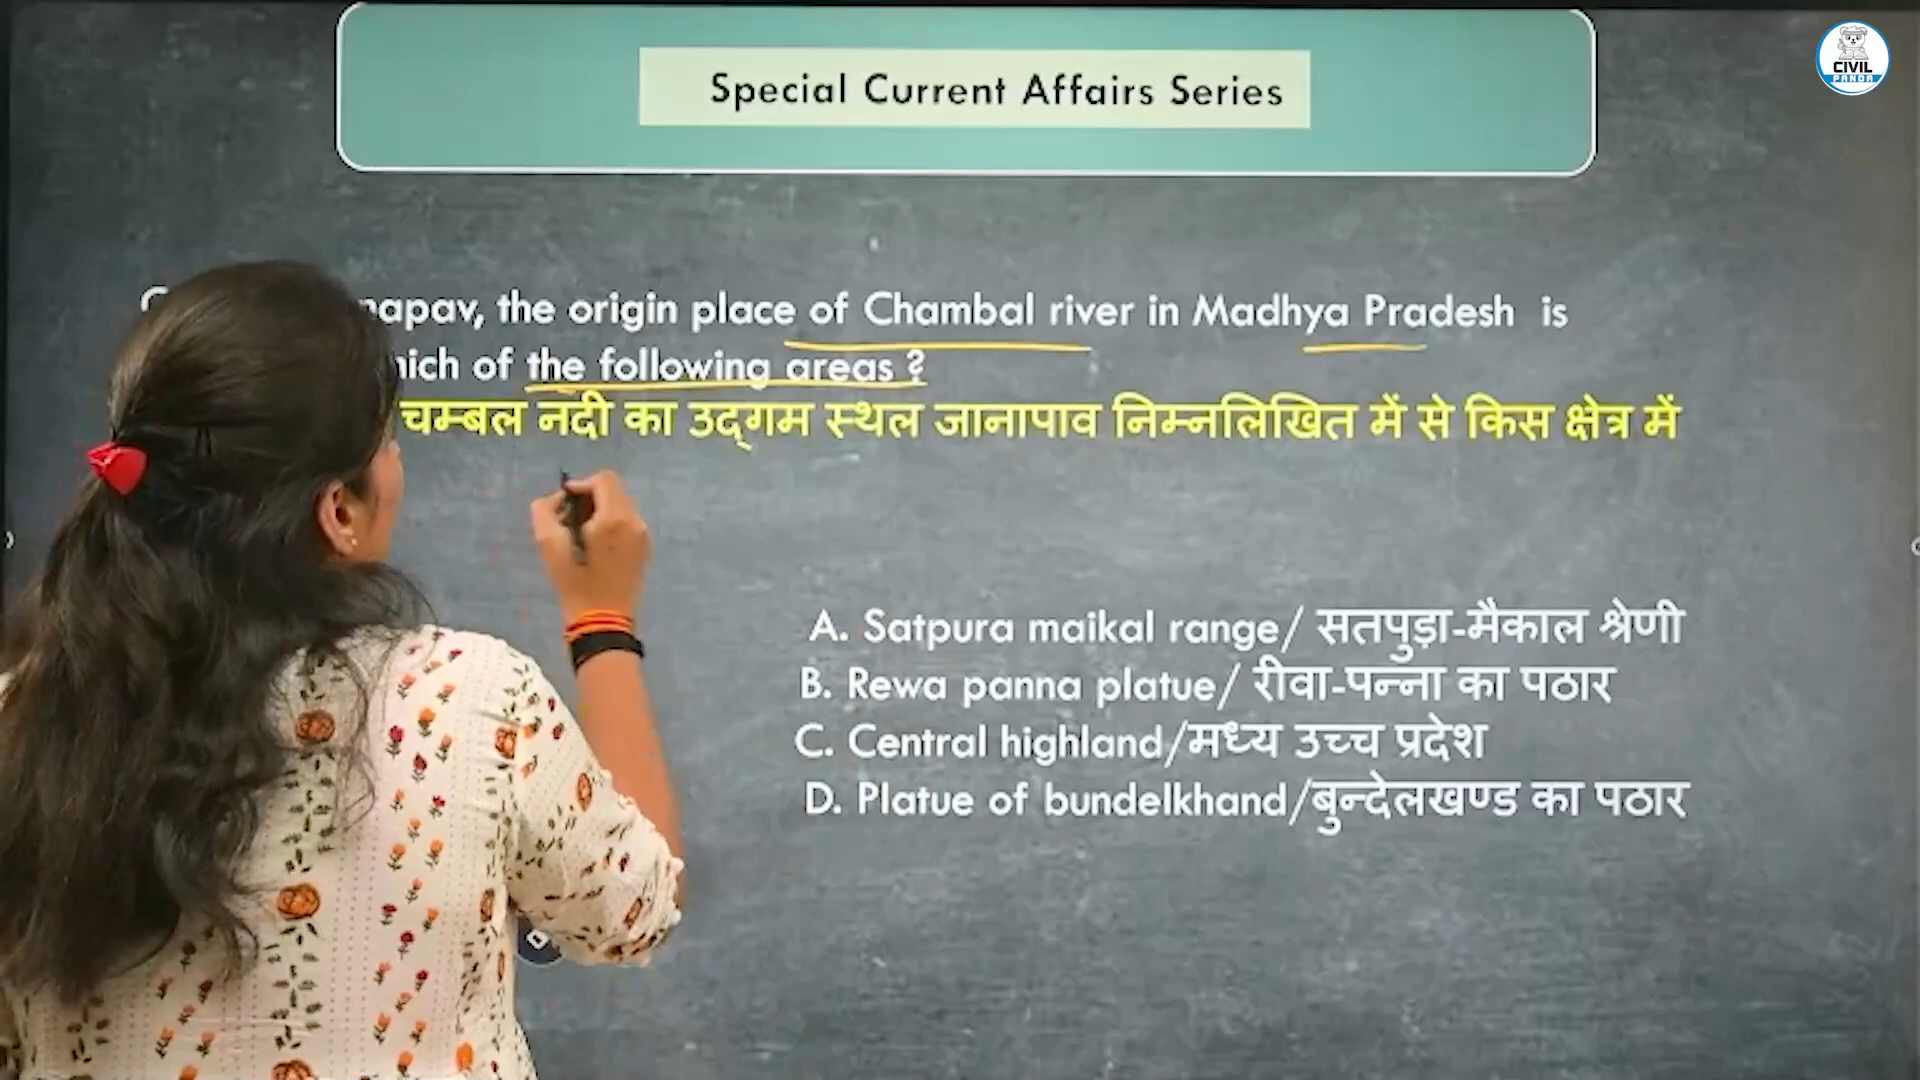 CIVIL
PANDA
Special Current Affairs Series
the origin place of Chambal river in Madhya Pradesh is
of the following areas ?
चम्बल नदी का उद्गम स्थल जानापाव निम्नलिखित में से किस क्षेत्र में
A. Satpura maikal range/ सतपुड़ा-मैकाल श्रेणी
B. Rewa panna platue/ रीवा-पन्ना का पठार
C. Central highland/मध्य उच्च प्रदेश
D. Platue of bundelkhand/बुन्देलखण्ड का पठार